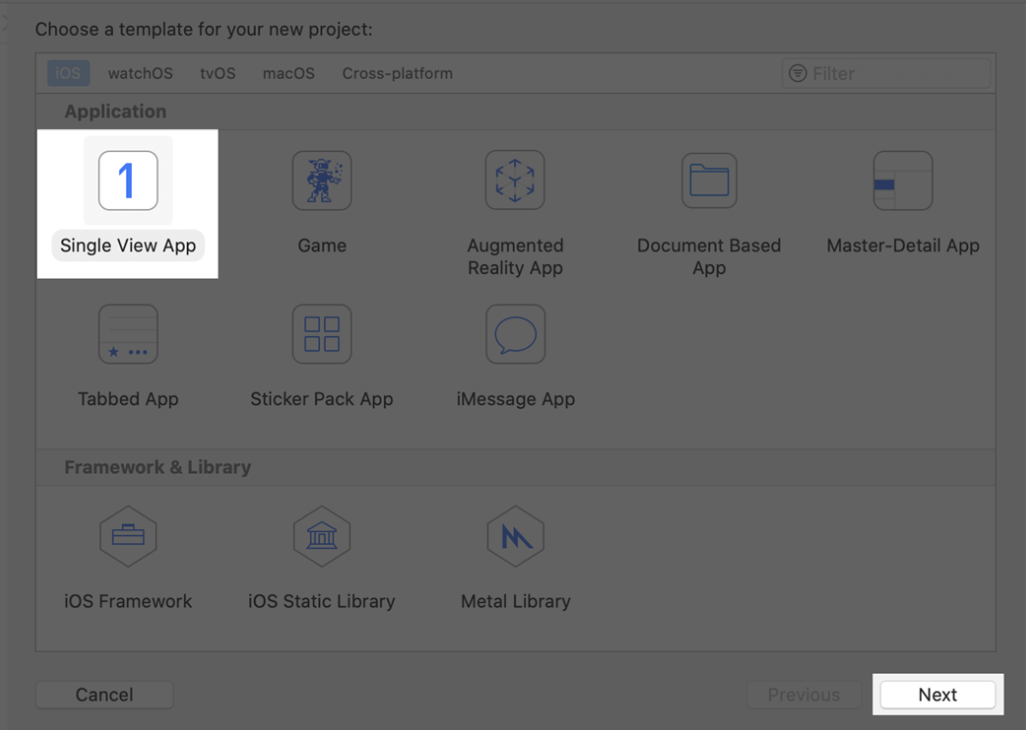 Choose a template for your new project:
iOS watchOS tvOS macOS Cross-platform Filter
Application
1
Single View App Game Augmented Reality App Document Based App Master-Detail App
Tabbed App Sticker Pack App iMessage App
Framework & Library
iOS Framework iOS Static Library Metal Library
Cancel Previous Next